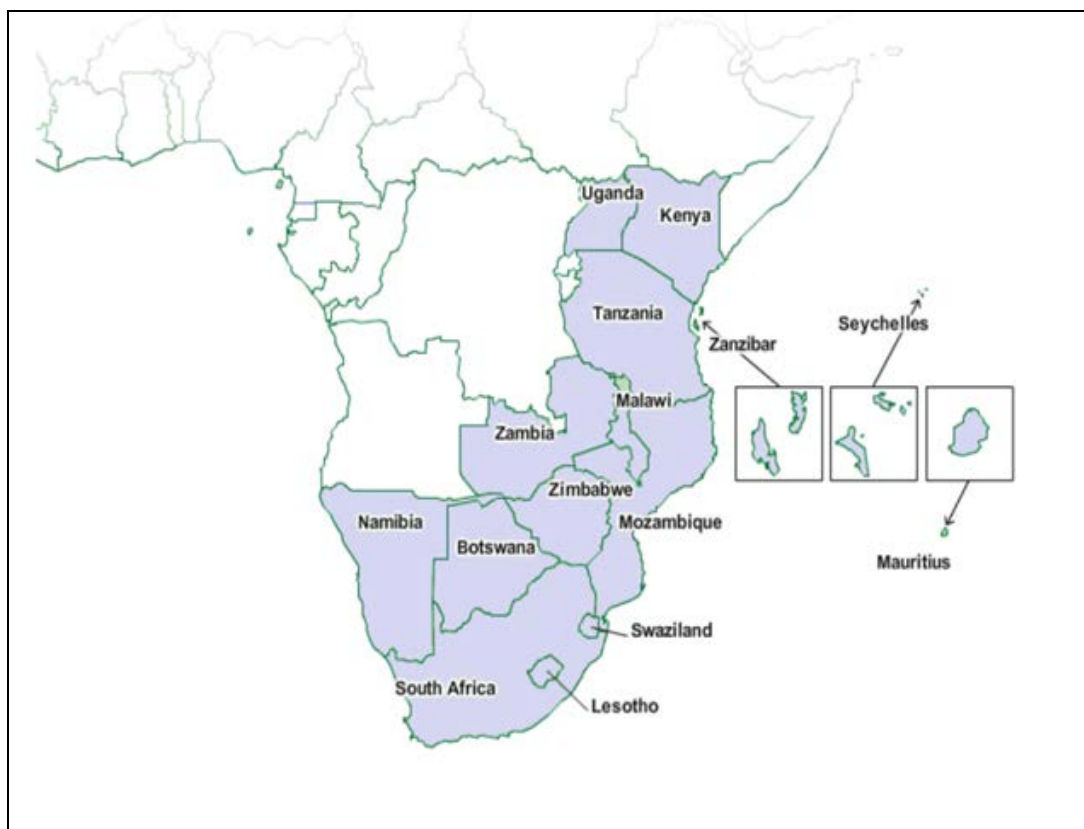 Uganda
Kenya
Tanzania
Seychelles
Zanzibar
Malawi
Zambia
Zimbabwe
Namibia
Mozambique
Botswana
Mauritius
Swaziland
South Africa
Lesotho